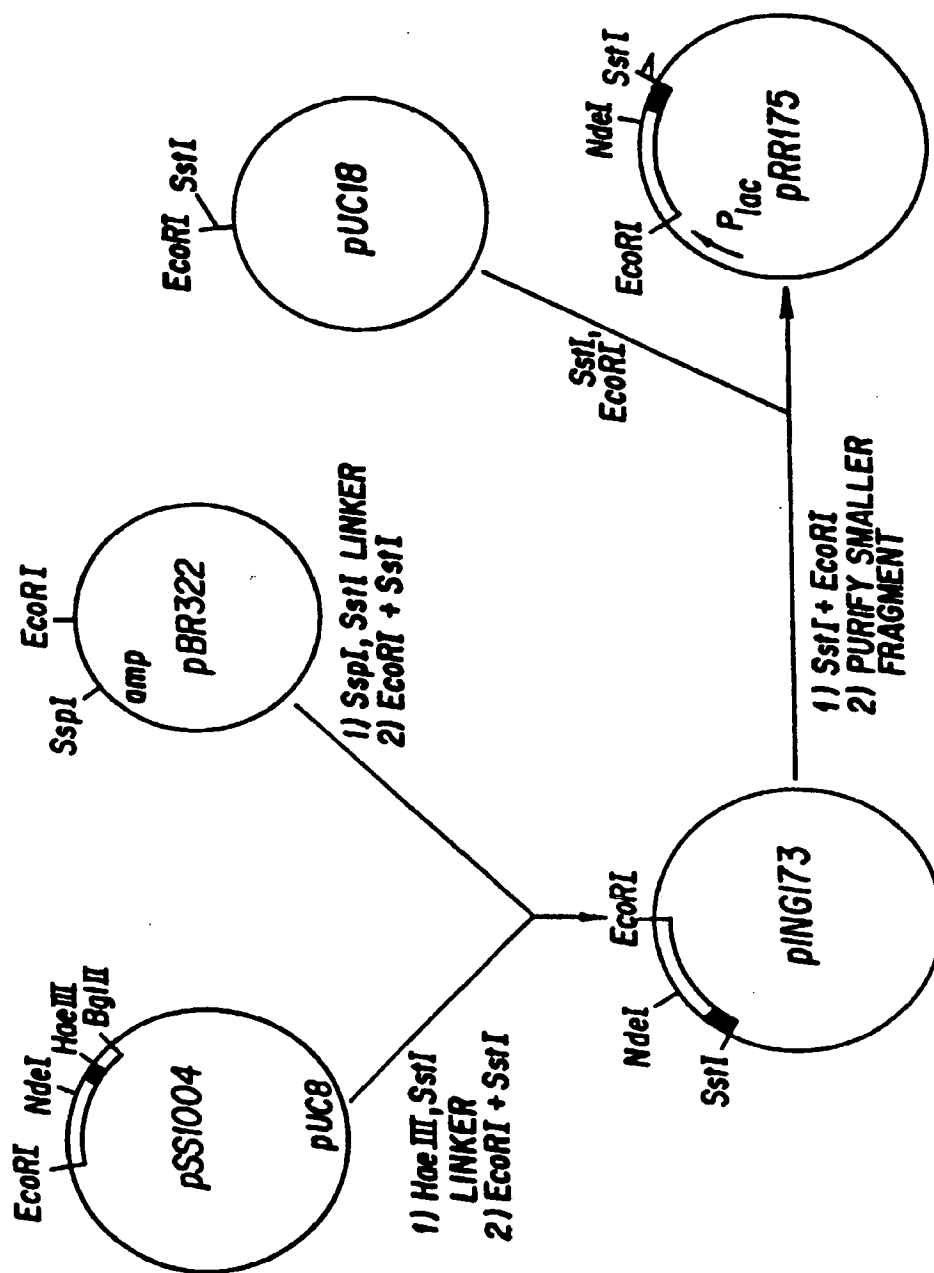 EcoRI
NdeI
HaeIII
BglII
pSS1004
pUC8
SspI
EcoRI
amp
pBR322
EcoRI
SstI
pUC18
1) HaeIII, SstI
LINKER
2) EcoRI + SstI
1) SspI, SstI LINKER
2) EcoRI + SstI
SstI,
EcoRI
EcoRI
NdeI
SstI
pING173
1) SstI + EcoRI
2) PURIFY SMALLER
FRAGMENT
EcoRI
NdeI
SstI
Plac
pRR175